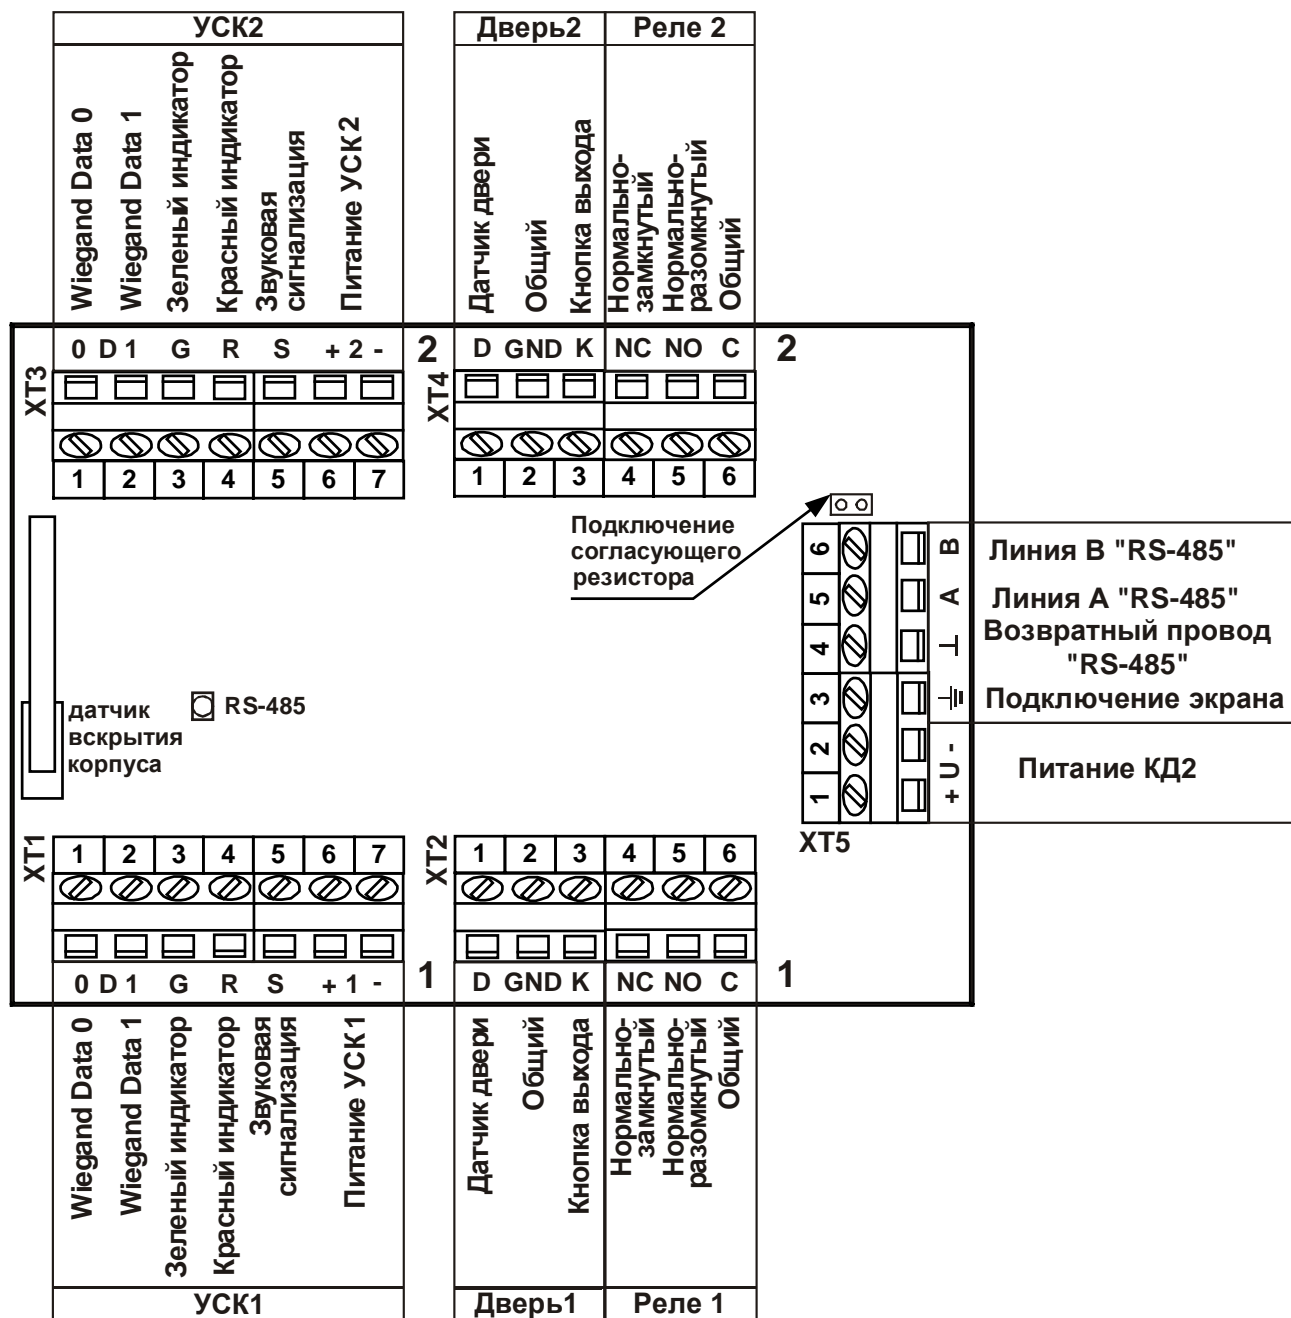 УСК2
Дверь2
Реле 2
Wiegand Data 0
Wiegand Data 1
Зеленый индикатор
Красный индикатор
Звуковая
сигнализация
Питание УСК2
Датчик двери
Общий
Кнопка выхода
Нормально-
замкнутый
Нормально-
разомкнутый
Общий
0 D 1 G R S + 2 - 2
D GND K NC NO C 2
XT3
XT4
1 2 3 4 5 6 7
1 2 3 4 5 6
Подключение
согласующего
резистора
6 B Линия B "RS-485"
5 A Линия A "RS-485"
4 ⊥ Возвратный провод
"RS-485"
3 Подключение экрана
2 -
U Питание КД2
1 +
XT5
датчик
вскрытия
корпуса
RS-485
XT1
1 2 3 4 5 6 7
XT2
1 2 3 4 5 6
0 D 1 G R S + 1 - 1
D GND K NC NO C 1
Wiegand Data 0
Wiegand Data 1
Зеленый индикатор
Красный индикатор
Звуковая
сигнализация
Питание УСК1
Датчик двери
Общий
Кнопка выхода
Нормально-
замкнутый
Нормально-
разомкнутый
Общий
УСК1
Дверь1
Реле 1